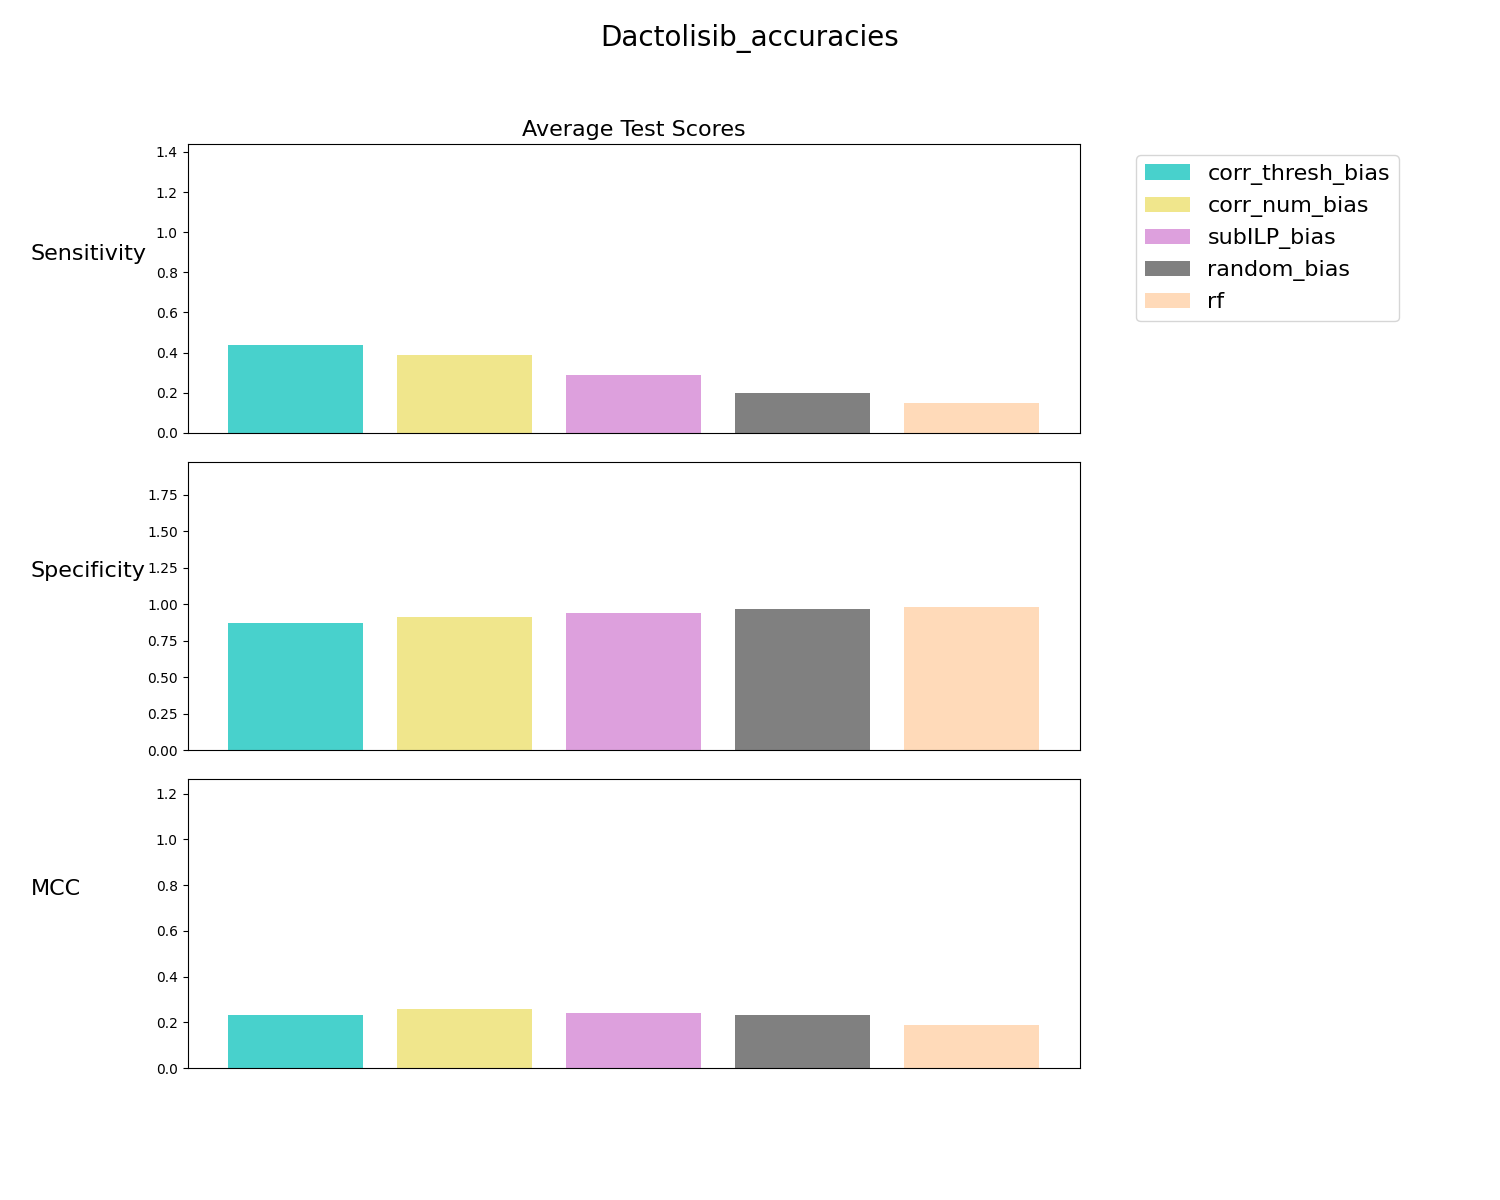 Dactolisib_accuracies
Average Test Scores
Sensitivity
1.4
1.2
1.0
0.8
0.6
0.4
0.2
0.0
corr_thresh_bias
corr_num_bias
subILP_bias
random_bias
rf
Specificity
1.75
1.50
1.25
1.00
0.75
0.50
0.25
0.00
MCC
1.2
1.0
0.8
0.6
0.4
0.2
0.0